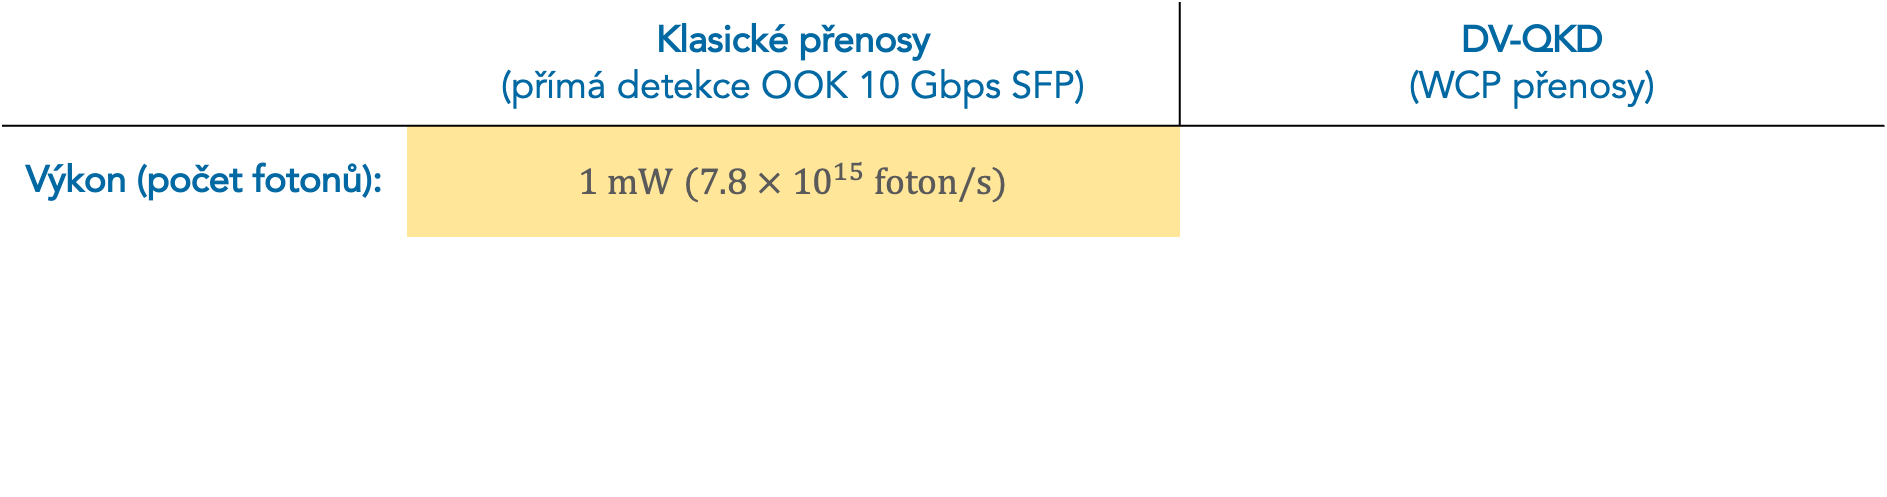 Klasické přenosy
(přímá detekce OOK 10 Gbps SFP)
DV-QKD
(WCP přenosy)
Výkon (počet fotonů):
1 mW (7.8 × 10¹⁵ foton/s)